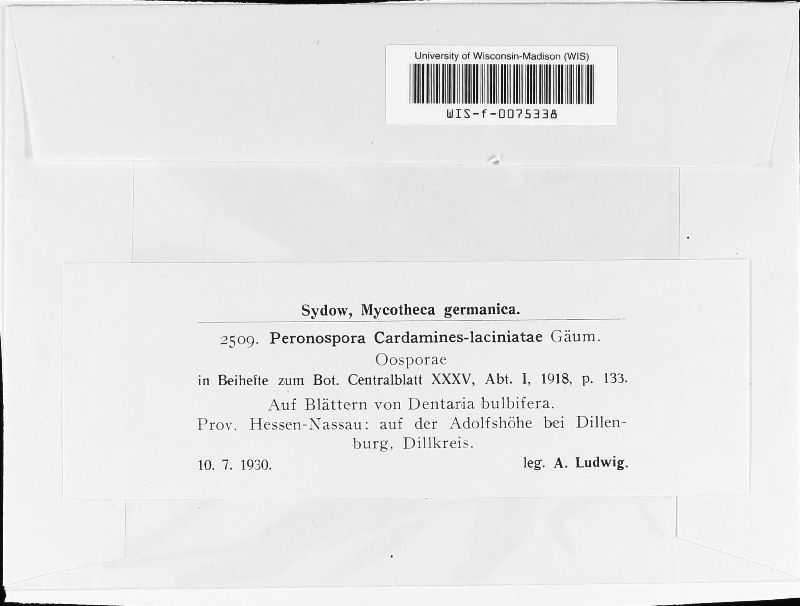 University of Wisconsin-Madison (WIS)
WIS-f-0075338
Sydow, Mycotheca germanica.
2509. Peronospora Cardamines-laciniatae Gäum.
Oosporae
in Beihefte zum Bot. Centralblatt XXXV, Abt. I, 1918, p. 133.
Auf Blättern von Dentaria bulbifera.
Prov. Hessen-Nassau: auf der Adolfshöhe bei Dillen-
burg, Dillkreis.
10. 7. 1930. leg. A. Ludwig.